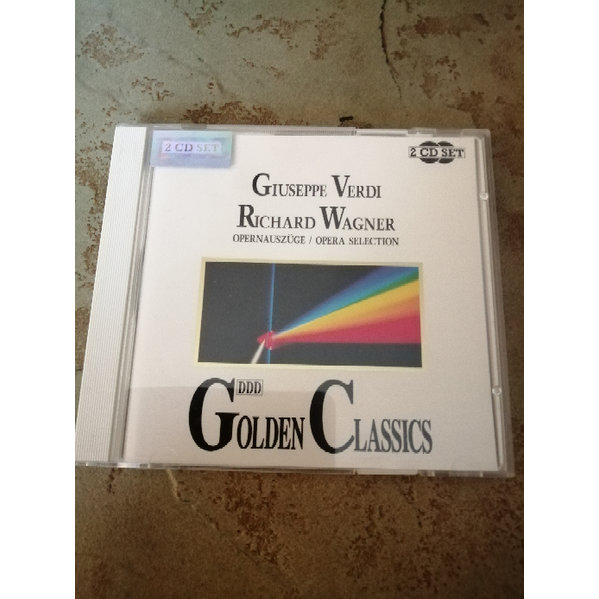 2 CD SET
2 CD SET
GIUSEPPE VERDI
RICHARD WAGNER
OPERNAUSZÜGE / OPERA SELECTION
DDD
GOLDEN CLASSICS